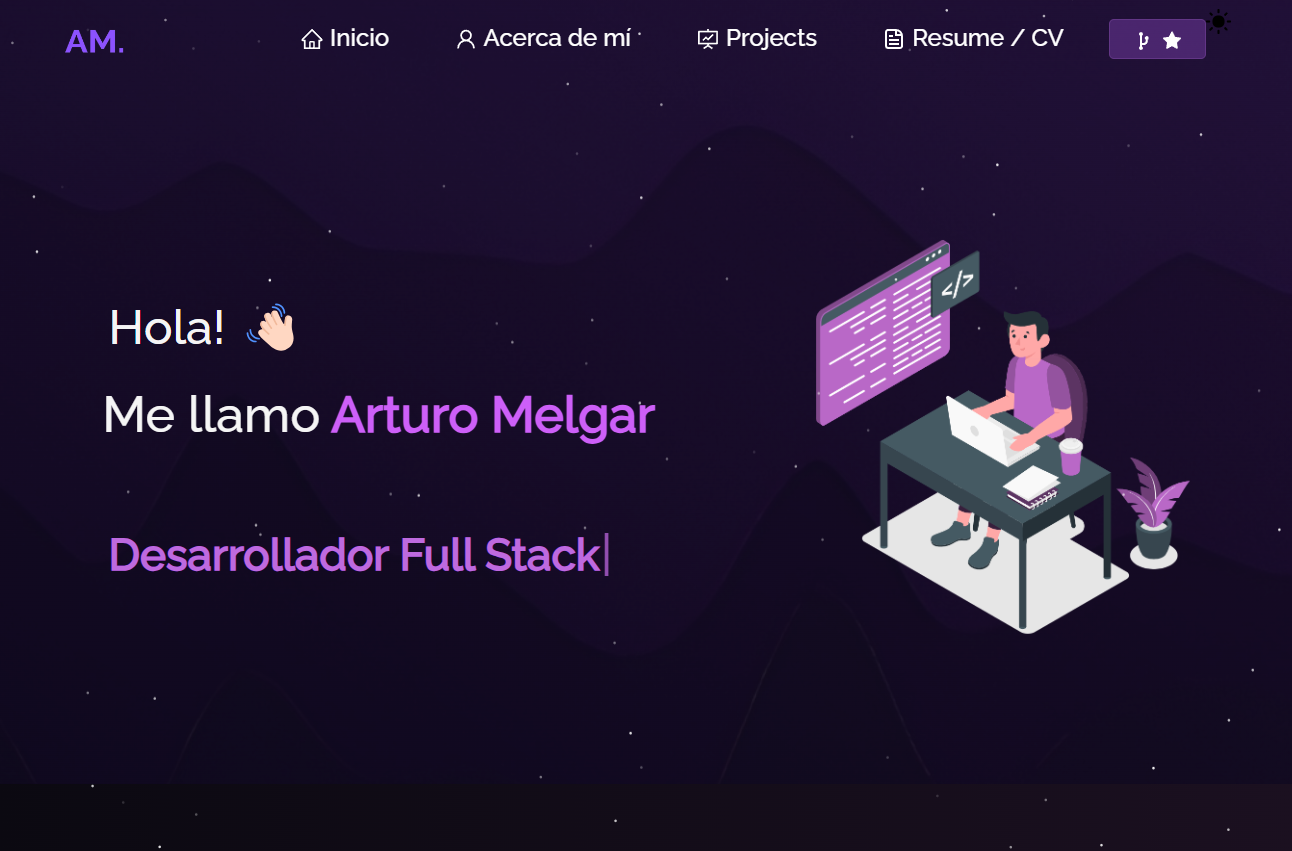 AM.
Inicio
Acerca de mí
Projects
Resume / CV
Hola! 👋🏻
Me llamo Arturo Melgar
</>
Desarrollador Full Stack|